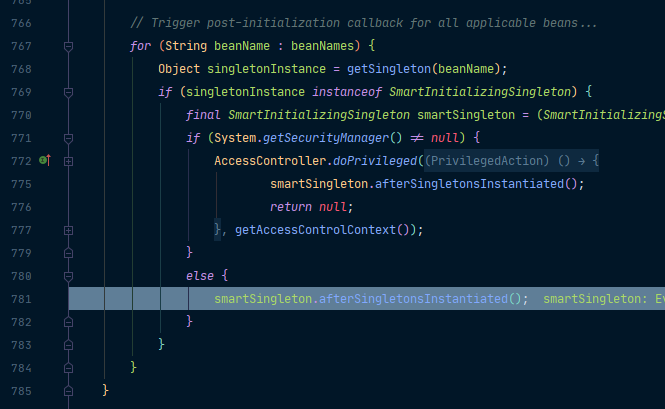 766 // Trigger post-initialization callback for all applicable beans...
767 for (String beanName : beanNames) {
768 Object singletonInstance = getSingleton(beanName);
769 if (singletonInstance instanceof SmartInitializingSingleton) {
770 final SmartInitializingSingleton smartSingleton = (SmartInitializingS
771 if (System.getSecurityManager() ≠ null) {
772 AccessController.doPrivileged((PrivilegedAction) () → {
775 smartSingleton.afterSingletonsInstantiated();
776 return null;
777 }, getAccessControlContext());
779 }
780 else {
781 smartSingleton.afterSingletonsInstantiated(); smartSingleton: Ev
782 }
783 }
784 }
785 }